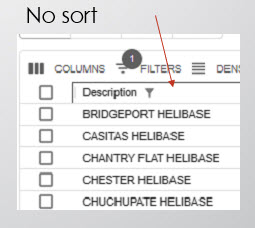 No sort
1
COLUMNS FILTERS DENS
Description
BRIDGEPORT HELIBASE
CASITAS HELIBASE
CHANTRY FLAT HELIBASE
CHESTER HELIBASE
CHUCHUPATE HELIBASE